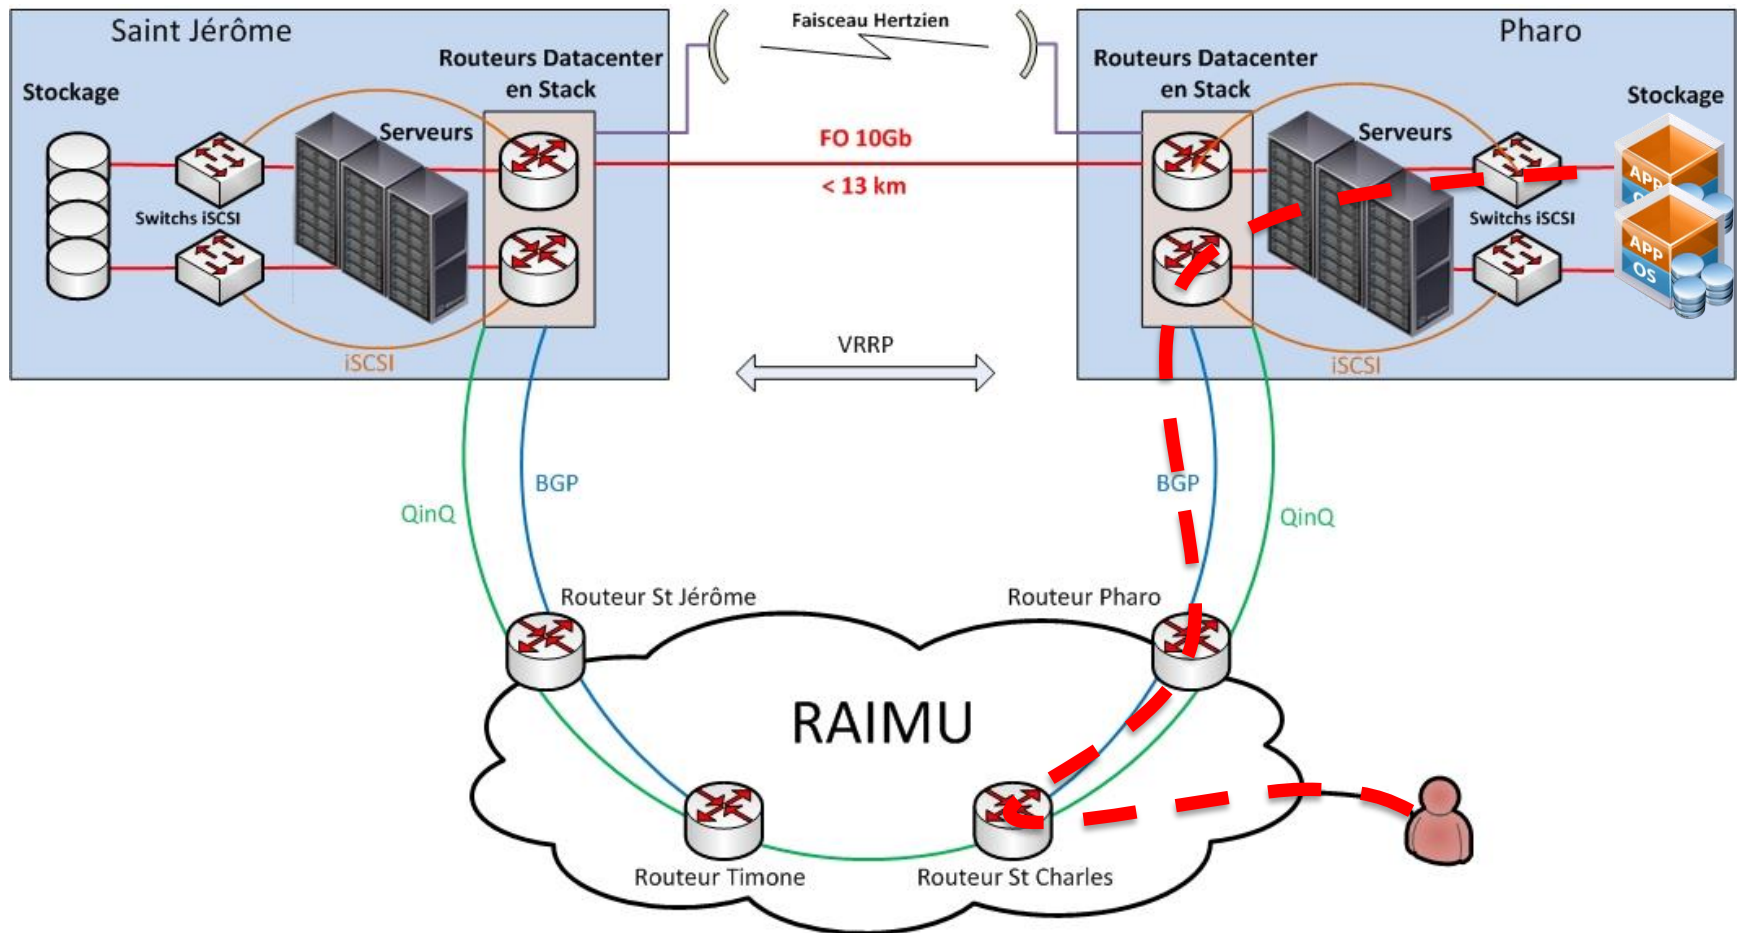 Saint Jérôme
Faisceau Hertzien
Pharo
Routeurs Datacenter
en Stack
Routeurs Datacenter
en Stack
Stockage
Stockage
Serveurs
Serveurs
FO 10Gb
< 13 km
APP
Switchs iSCSI
Switchs iSCSI
APP
OS
VRRP
iSCSI
iSCSI
BGP
BGP
QinQ
QinQ
Routeur St Jérôme
Routeur Pharo
RAIMU
Routeur Timone
Routeur St Charles